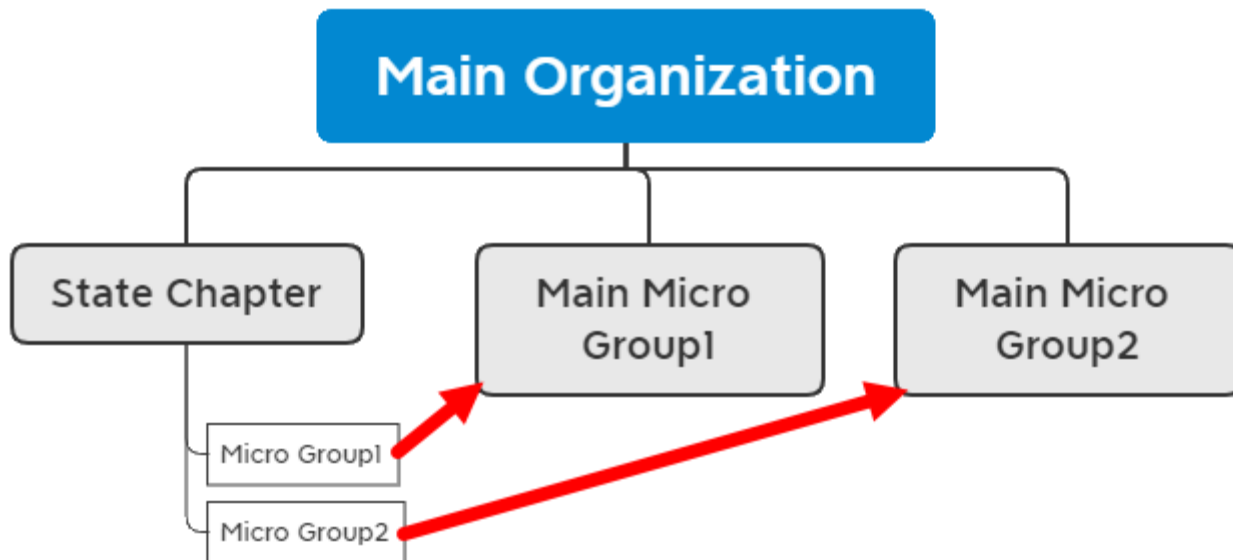 Main Organization
State Chapter
Main Micro
Group1
Main Micro
Group2
Micro Group1
Micro Group2